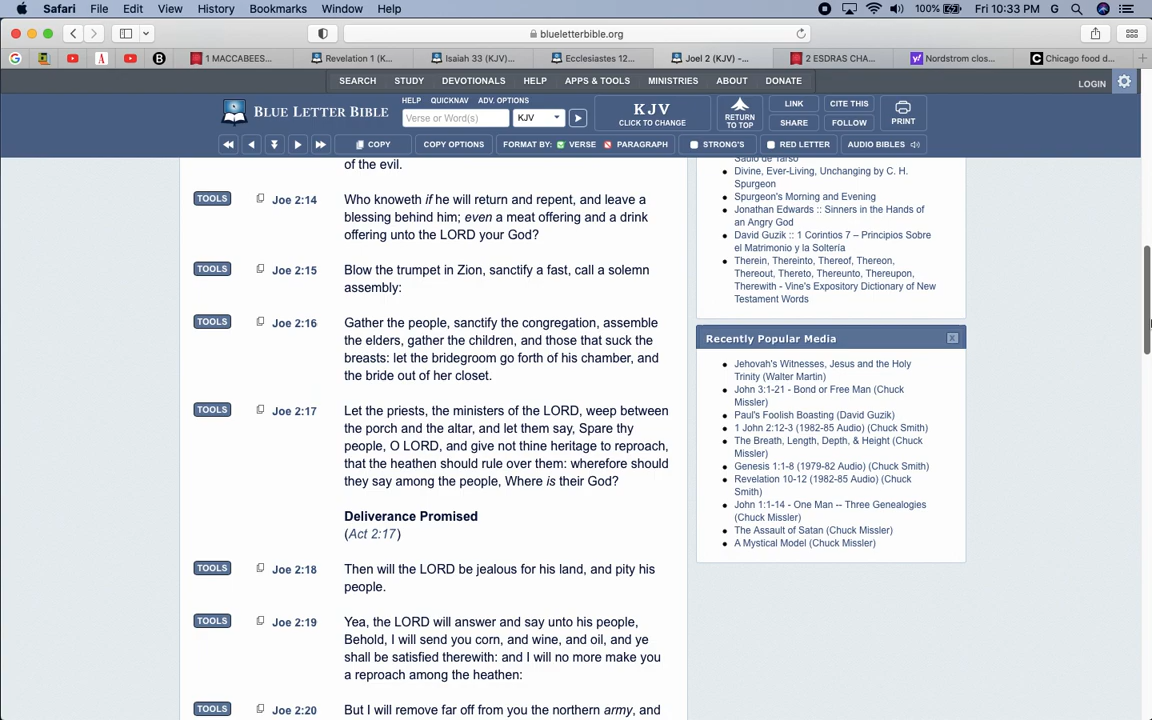 Safari File Edit View History Bookmarks Window Help 100% Fri 10:33 PM G
blueletterbible.org
1 MACCABEES... Revelation 1 (K... Isaiah 33 (KJV)... Ecclesiastes 12... Joel 2 (KJV) -... 2 ESDRAS CHA... Nordstrom clos... Chicago food d...
SEARCH STUDY DEVOTIONALS HELP APPS & TOOLS MINISTRIES ABOUT DONATE LOGIN
BLUE LETTER BIBLE
HELP QUICKNAV ADV. OPTIONS
Verse or Word(s) KJV
KJV
CLICK TO CHANGE
RETURN
TO TOP
LINK CITE THIS
SHARE FOLLOW
PRINT
COPY COPY OPTIONS FORMAT BY: VERSE PARAGRAPH STRONG'S RED LETTER AUDIO BIBLES
of the evil.
TOOLS Joe 2:14 Who knoweth if he will return and repent, and leave a
blessing behind him; even a meat offering and a drink
offering unto the LORD your God?
TOOLS Joe 2:15 Blow the trumpet in Zion, sanctify a fast, call a solemn
assembly:
TOOLS Joe 2:16 Gather the people, sanctify the congregation, assemble
the elders, gather the children, and those that suck the
breasts: let the bridegroom go forth of his chamber, and
the bride out of her closet.
TOOLS Joe 2:17 Let the priests, the ministers of the LORD, weep between
the porch and the altar, and let them say, Spare thy
people, O LORD, and give not thine heritage to reproach,
that the heathen should rule over them: wherefore should
they say among the people, Where is their God?
Deliverance Promised
(Act 2:17)
TOOLS Joe 2:18 Then will the LORD be jealous for his land, and pity his
people.
TOOLS Joe 2:19 Yea, the LORD will answer and say unto his people,
Behold, I will send you corn, and wine, and oil, and ye
shall be satisfied therewith: and I will no more make you
a reproach among the heathen:
TOOLS Joe 2:20 But I will remove far off from you the northern army, and
Saulo de Tarso
Divine, Ever-Living, Unchanging by C. H.
Spurgeon
Spurgeon's Morning and Evening
Jonathan Edwards :: Sinners in the Hands of
an Angry God
David Guzik :: 1 Corintios 7 – Principios Sobre
el Matrimonio y la Soltería
Therein, Thereinto, Thereof, Thereon,
Thereout, Thereto, Thereunto, Thereupon,
Therewith - Vine's Expository Dictionary of New
Testament Words
Recently Popular Media
Jehovah's Witnesses, Jesus and the Holy
Trinity (Walter Martin)
John 3:1-21 - Bond or Free Man (Chuck
Missler)
Paul's Foolish Boasting (David Guzik)
1 John 2:12-3 (1982-85 Audio) (Chuck Smith)
The Breath, Length, Depth, & Height (Chuck
Missler)
Genesis 1:1-8 (1979-82 Audio) (Chuck Smith)
Revelation 10-12 (1982-85 Audio) (Chuck
Smith)
John 1:1-14 - One Man -- Three Genealogies
(Chuck Missler)
The Assault of Satan (Chuck Missler)
A Mystical Model (Chuck Missler)